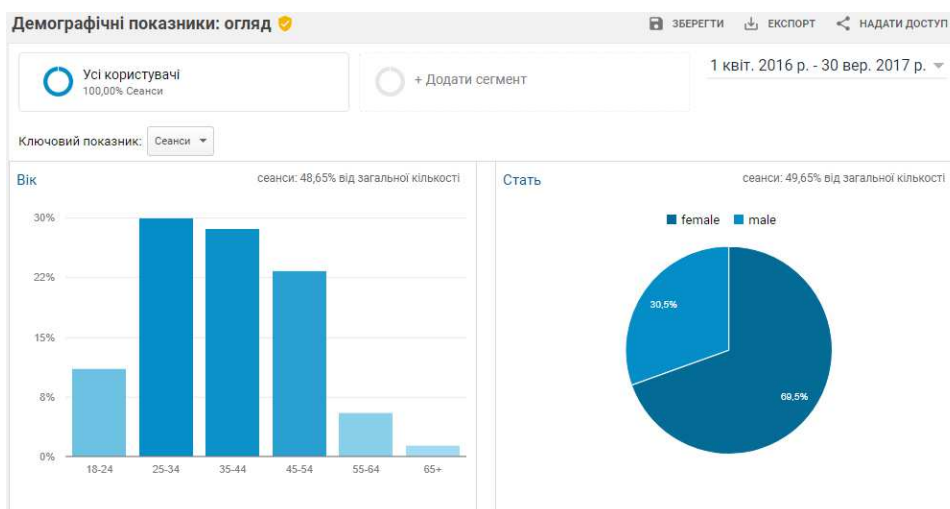 Демографічні показники: огляд
ЗБЕРЕГТИ ЕКСПОРТ НАДАТИ ДОСТУП
Усі користувачі
100,00% Сеанси
+ Додати сегмент
1 квіт. 2016 р. - 30 вер. 2017 р.
Ключовий показник: Сеанси
Вік
сеанси: 48,65% від загальної кількості
30%
22%
15%
8%
0%
18-24 25-34 35-44 45-54 55-64 65+
Стать
сеанси: 49,65% від загальної кількості
female male
30,5%
69,5%